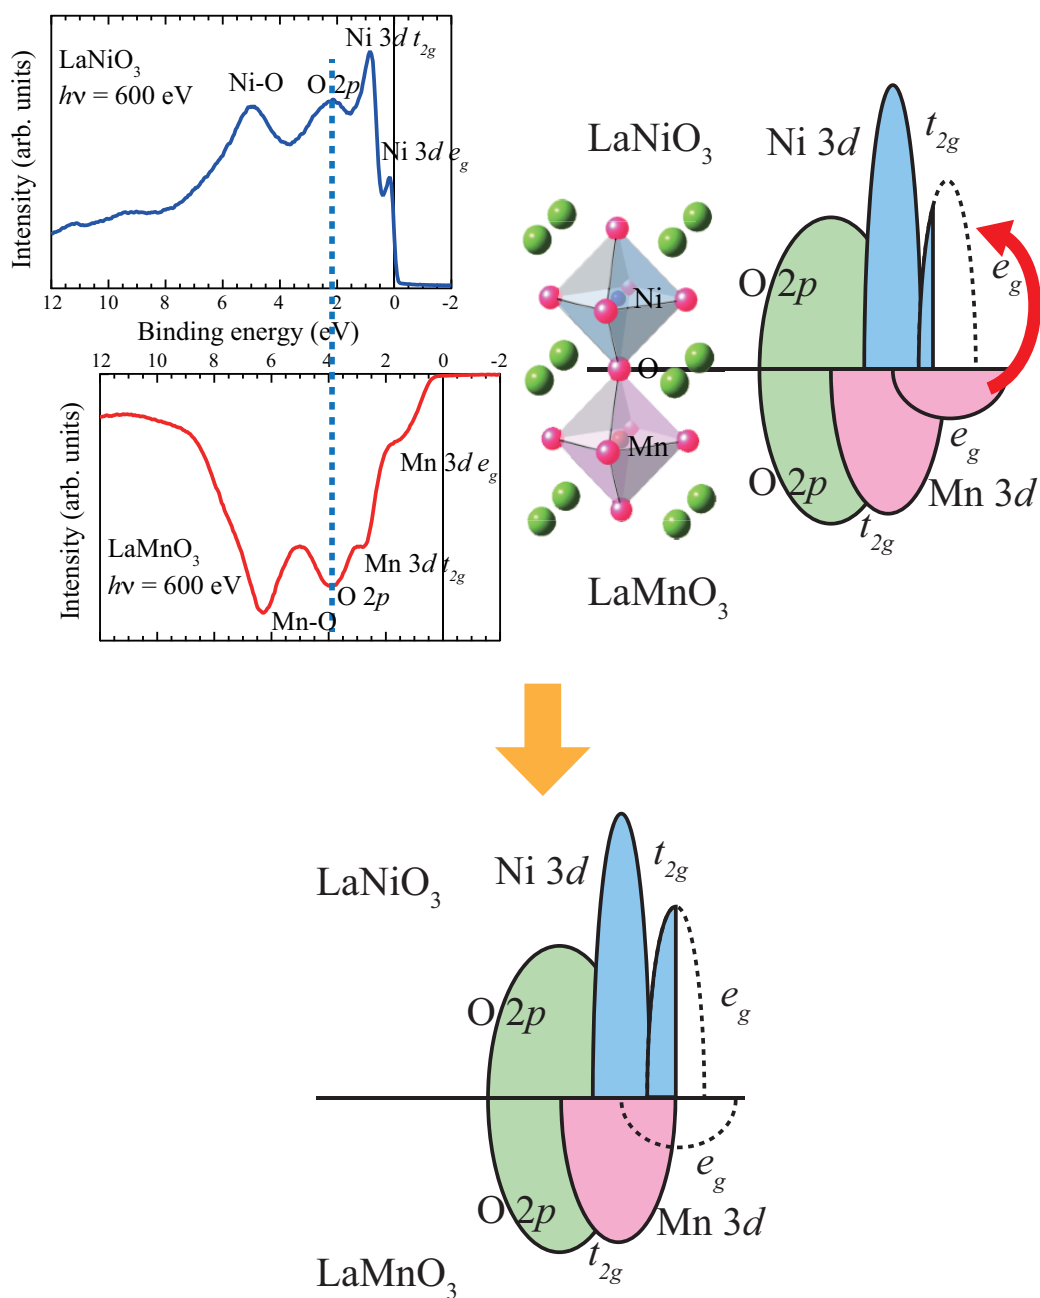 LaNiO3
hν = 600 eV
Ni-O
O 2p
Ni 3d t2g
Ni 3d eg
Intensity (arb. units)
12 10 8 6 4 2 0 -2
Binding energy (eV)
12 10 8 6 4 2 0 -2
Intensity (arb. units)
LaMnO3
hν = 600 eV
Mn-O
O 2p
Mn 3d t2g
Mn 3d eg
LaNiO3
Ni
O
Mn
LaMnO3
Ni 3d
t2g
O 2p
eg
O 2p
t2g
eg
Mn 3d
LaNiO3
Ni 3d
t2g
O 2p
eg
O 2p
t2g
eg
Mn 3d
LaMnO3